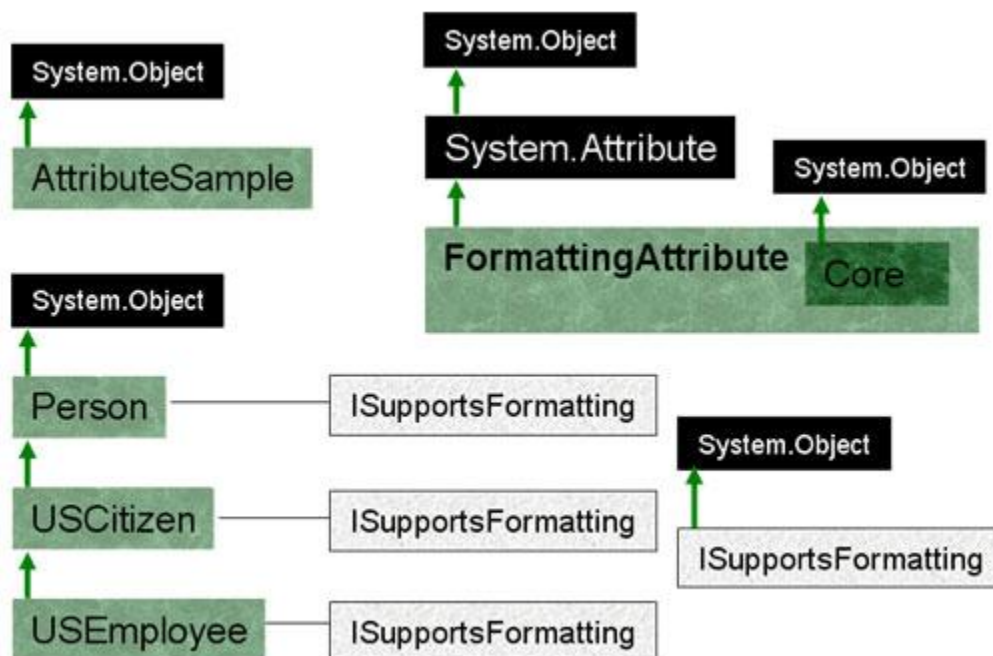 System.Object
System.Object
AttributeSample
System.Attribute
System.Object
FormattingAttribute
Core
System.Object
Person
ISupportsFormatting
System.Object
USCitizen
ISupportsFormatting
ISupportsFormatting
USEmployee
ISupportsFormatting